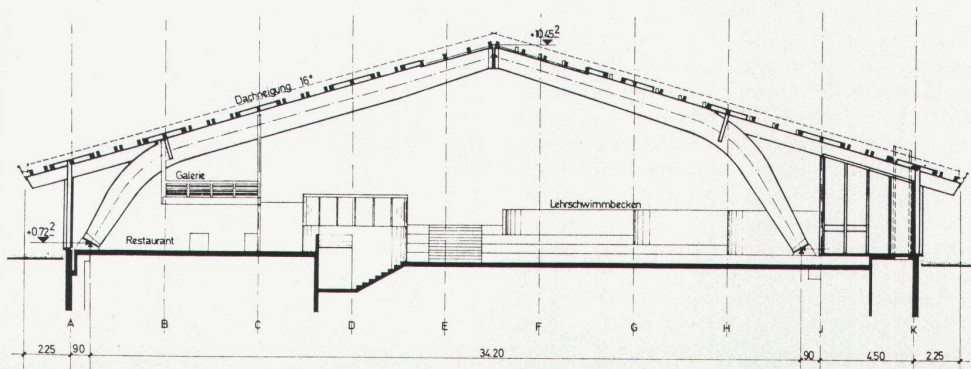 +10.45²
Dachneigung 16°
Galerie
Lehrschwimmbecken
+0.72²
Restaurant
A B C D E F G H J K
2.25 90 34.20 90 4.50 2.25